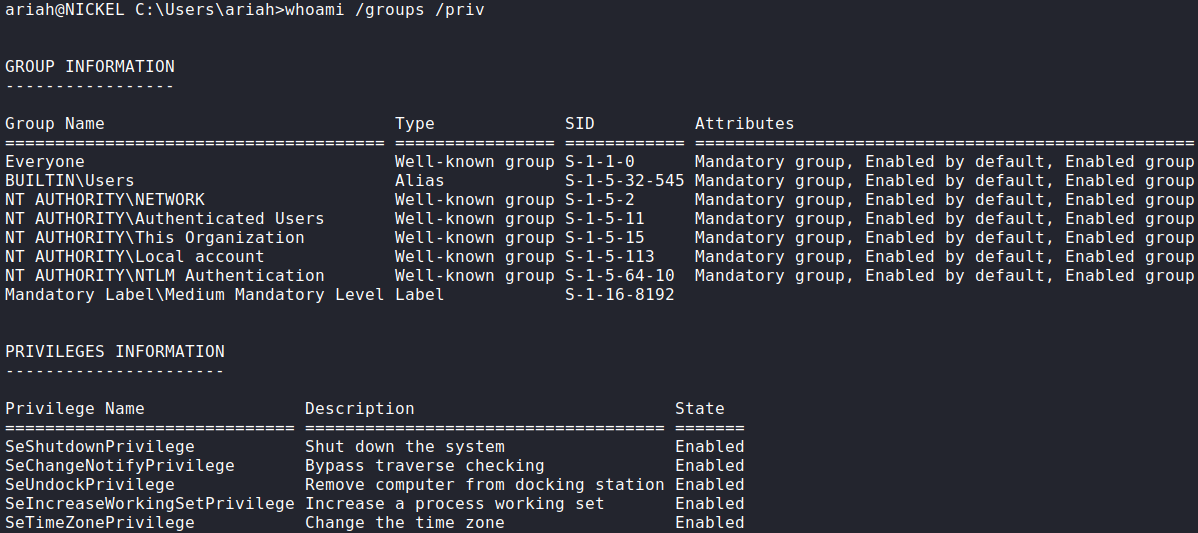 ariah@NICKEL C:\Users\ariah>whoami /groups /priv
GROUP INFORMATION
-----------------
Group Name                             Type             SID          Attributes
====================================== ================ ============ ==================================================
Everyone                               Well-known group S-1-1-0      Mandatory group, Enabled by default, Enabled group
BUILTIN\Users                          Alias            S-1-5-32-545 Mandatory group, Enabled by default, Enabled group
NT AUTHORITY\NETWORK                   Well-known group S-1-5-2      Mandatory group, Enabled by default, Enabled group
NT AUTHORITY\Authenticated Users       Well-known group S-1-5-11     Mandatory group, Enabled by default, Enabled group
NT AUTHORITY\This Organization         Well-known group S-1-5-15     Mandatory group, Enabled by default, Enabled group
NT AUTHORITY\Local account             Well-known group S-1-5-113    Mandatory group, Enabled by default, Enabled group
NT AUTHORITY\NTLM Authentication       Well-known group S-1-5-64-10  Mandatory group, Enabled by default, Enabled group
Mandatory Label\Medium Mandatory Level Label            S-1-16-8192
PRIVILEGES INFORMATION
----------------------
Privilege Name                Description                          State
============================= ==================================== =======
SeShutdownPrivilege           Shut down the system                 Enabled
SeChangeNotifyPrivilege       Bypass traverse checking             Enabled
SeUndockPrivilege             Remove computer from docking station Enabled
SeIncreaseWorkingSetPrivilege Increase a process working set       Enabled
SeTimeZonePrivilege           Change the time zone                 Enabled